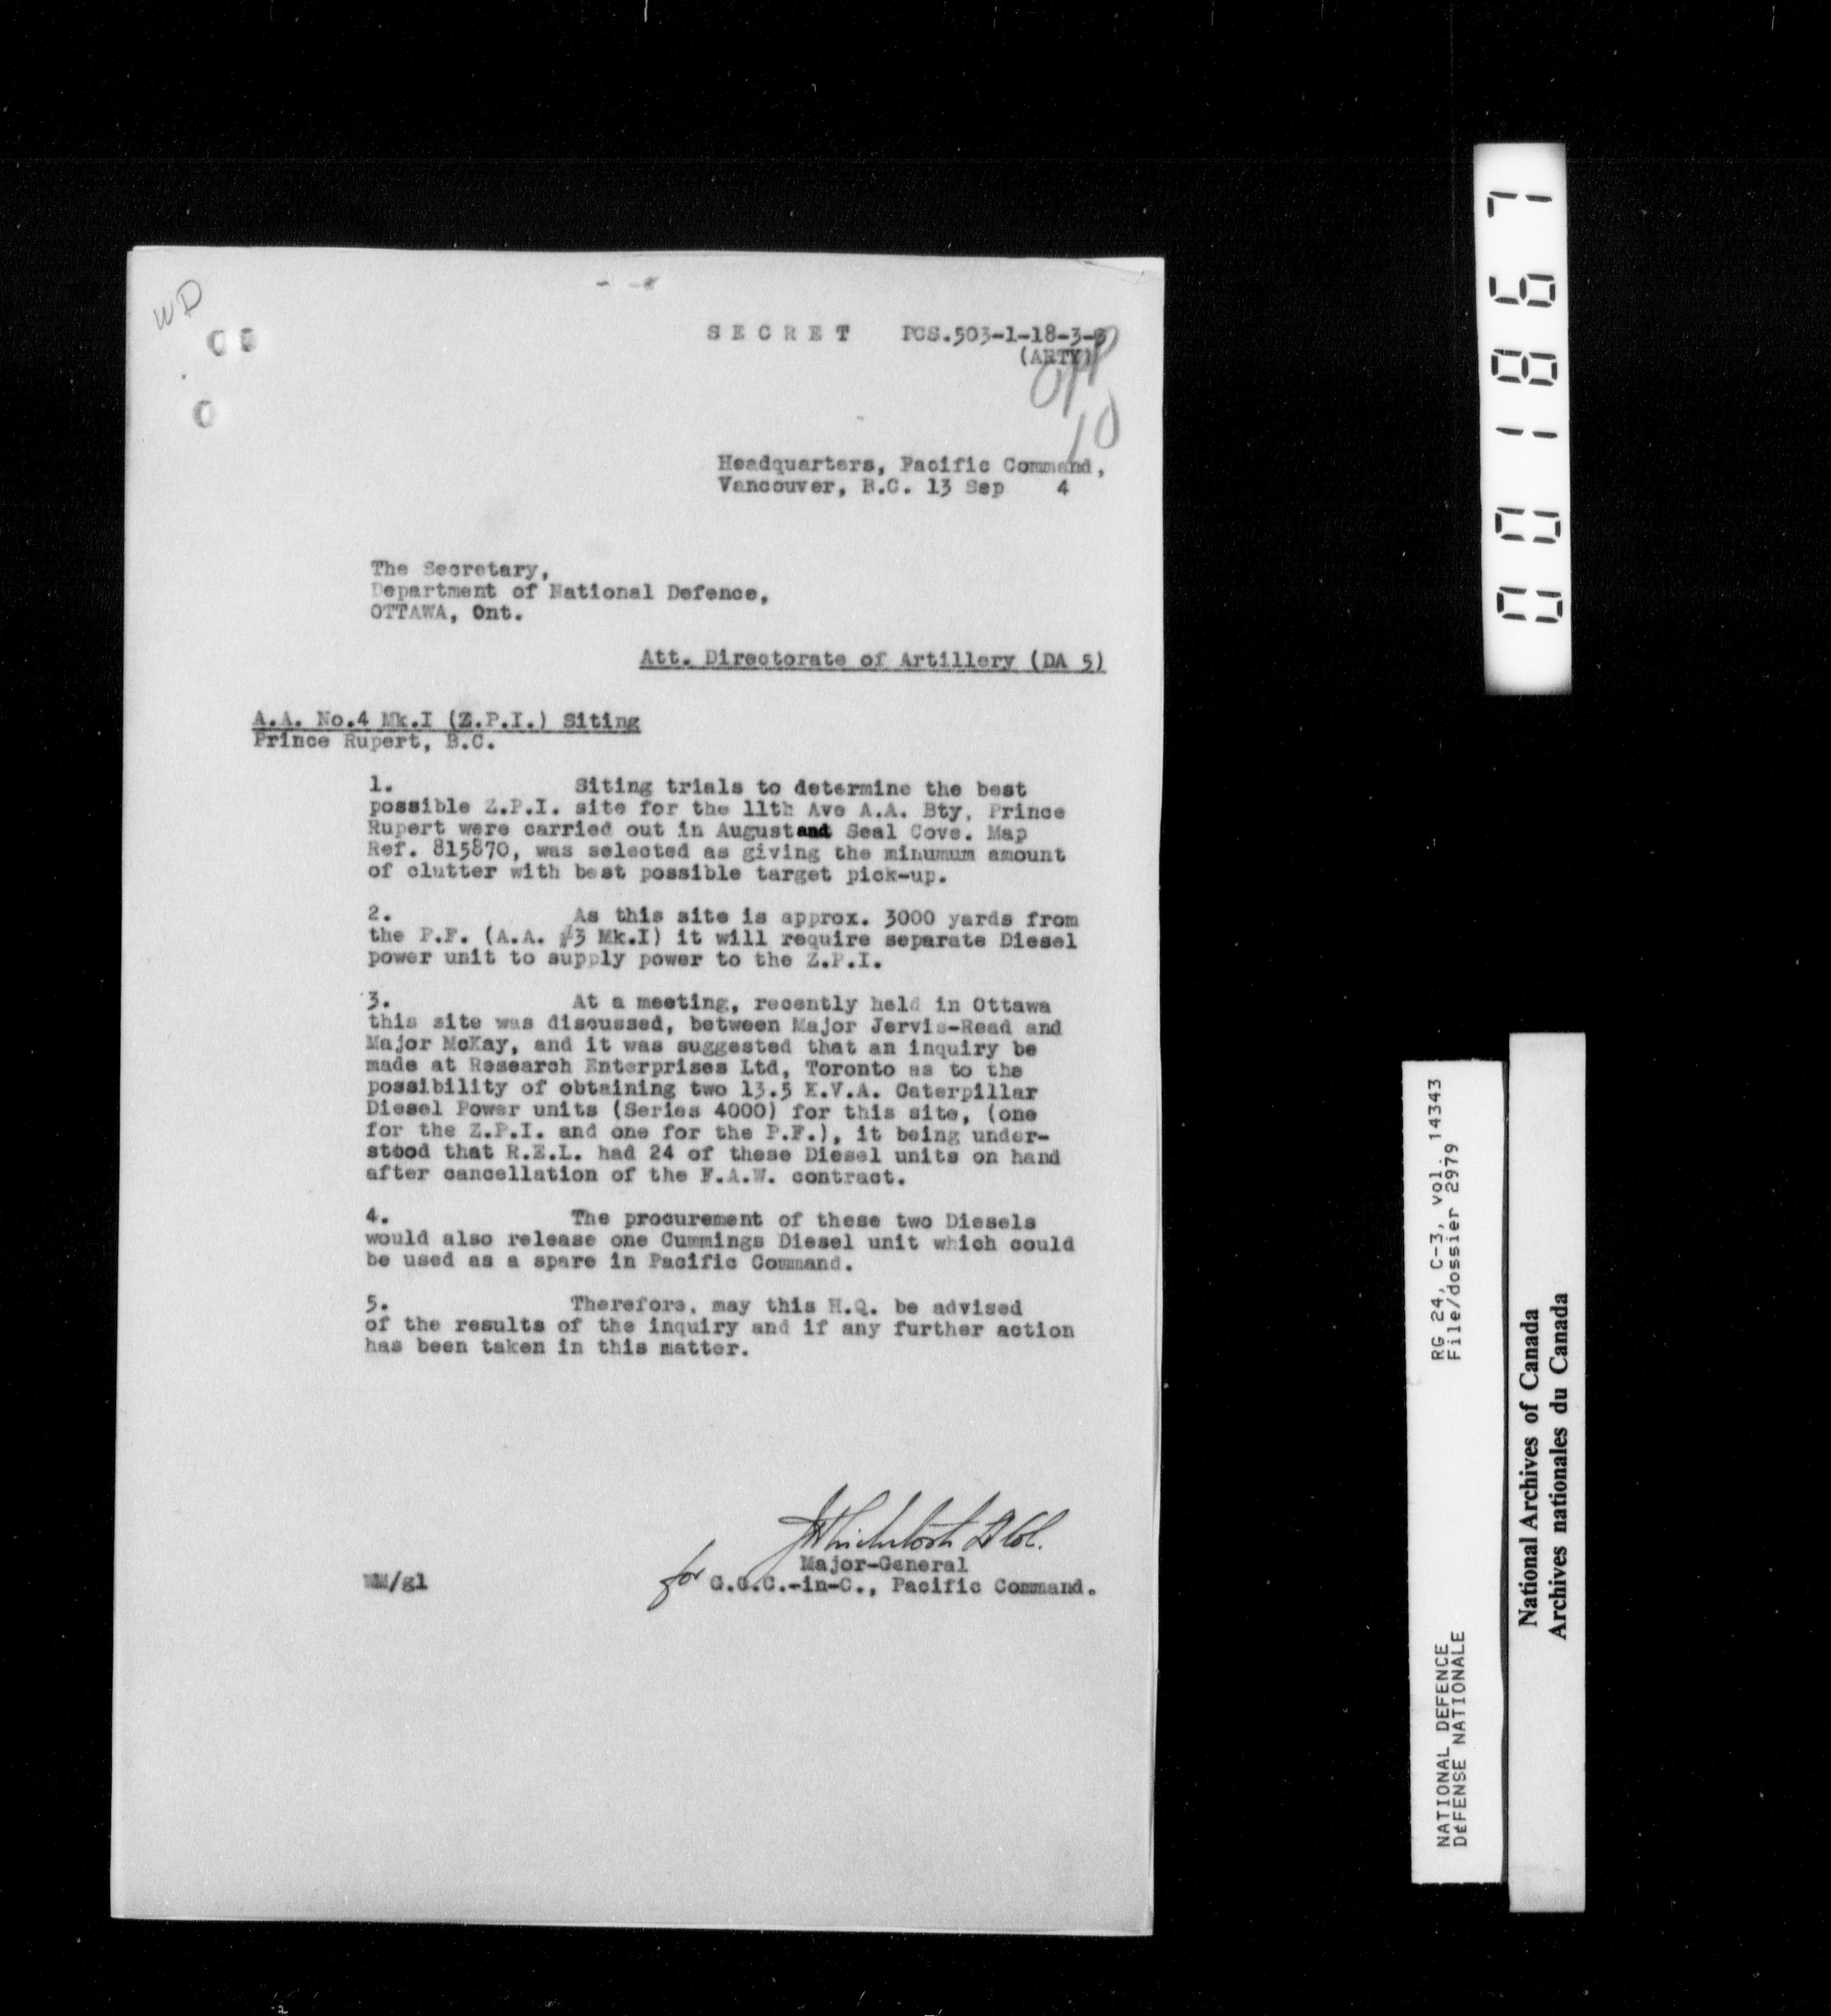 WD
S E C R E T PCS.503-1-18-3-
(ARTY)
App
10
Headquarters, Pacific Command,
Vancouver, B.C. 13 Sep 4
The Secretary,
Department of National Defence,
OTTAWA, Ont.
Att. Directorate of Artillery (DA 5)
A.A. No.4 Mk.I (Z.P.I.) Siting
Prince Rupert, B.C.
1. Siting trials to determine the best
possible Z.P.I. site for the 11th Ave A.A. Bty, Prince
Rupert were carried out in August and Seal Cove. Map
Ref. 815870, was selected as giving the minumum amount
of clutter with best possible target pick-up.
2. As this site is approx. 3000 yards from
the P.F. (A.A. #3 Mk.I) it will require separate Diesel
power unit to supply power to the Z.P.I.
3. At a meeting, recently held in Ottawa
this site was discussed, between Major Jervis-Read and
Major McKay, and it was suggested that an inquiry be
made at Research Enterprises Ltd, Toronto as to the
possibility of obtaining two 13.5 K.V.A. Caterpillar
Diesel Power units (Series 4000) for this site, (one
for the Z.P.I. and one for the P.F.), it being under-
stood that R.E.L. had 24 of these Diesel units on hand
after cancellation of the F.A.W. contract.
4. The procurement of these two Diesels
would also release one Cummings Diesel unit which could
be used as a spare in Pacific Command.
5. Therefore, may this H.Q. be advised
of the results of the inquiry and if any further action
has been taken in this matter.
Major-General
WM/gl for G.O.C.-in-C., Pacific Command.
001867
RG 24, C-3, vol. 14343
File/dossier 2979
NATIONAL DEFENCE
DÉFENSE NATIONALE
National Archives of Canada
Archives nationales du Canada